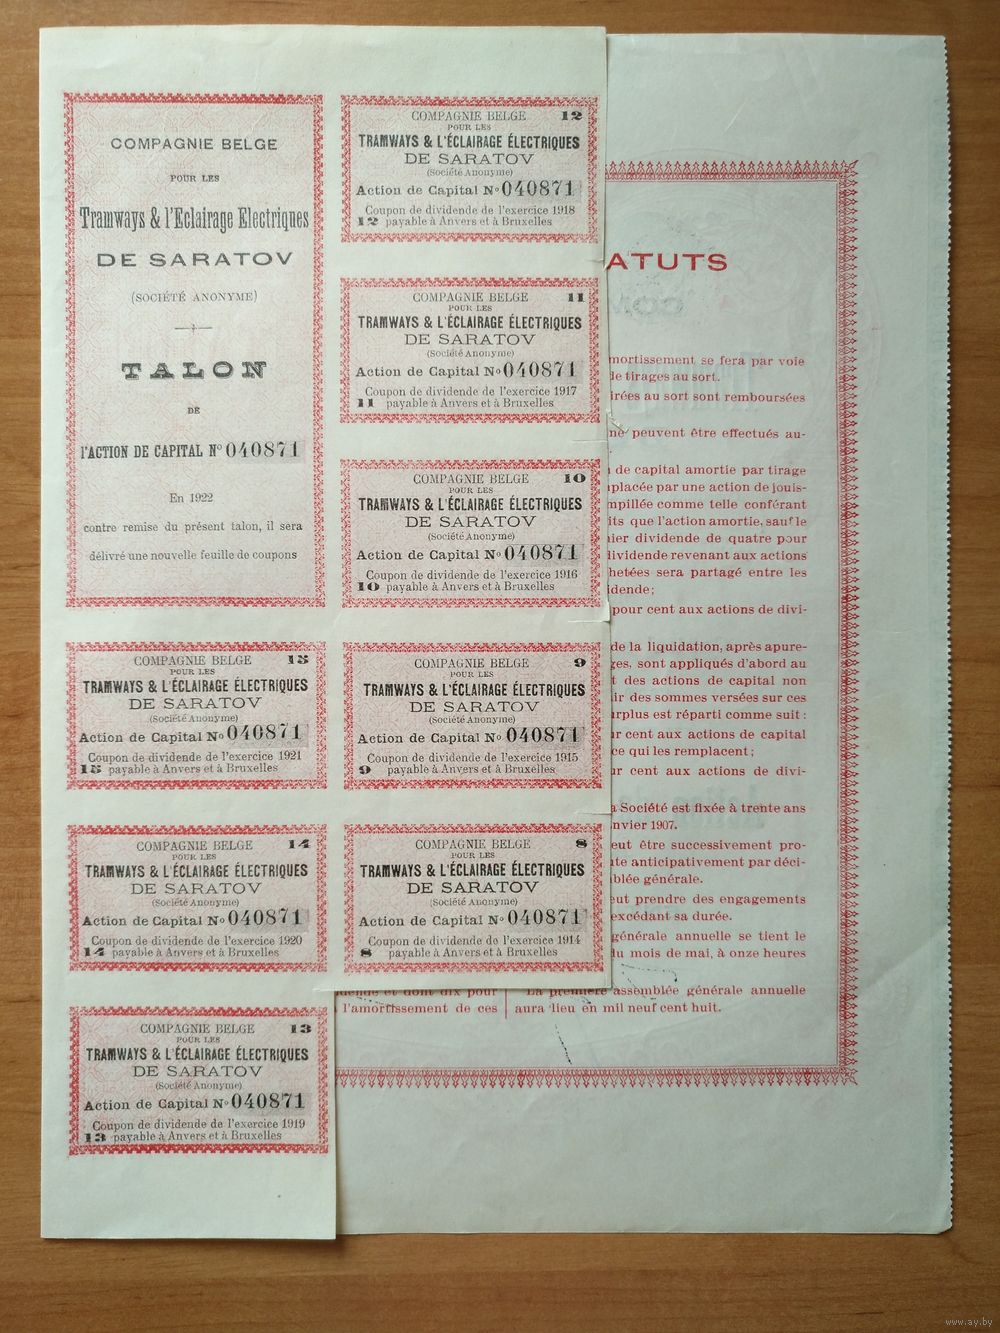 COMPAGNIE BELGE
POUR LES
Tramways & l'Eclairage Electriques
DE SARATOV
(SOCIÉTÉ ANONYME)
TALON
DE
l'ACTION DE CAPITAL N° 040871
En 1922
contre remise du présent talon, il sera
délivré une nouvelle feuille de coupons
COMPAGNIE BELGE 15
POUR LES
TRAMWAYS & L'ÉCLAIRAGE ÉLECTRIQUES
DE SARATOV
(Société Anonyme)
Action de Capital N° 040871
Coupon de dividende de l'exercice 1921
15 payable à Anvers et à Bruxelles
COMPAGNIE BELGE 14
POUR LES
TRAMWAYS & L'ÉCLAIRAGE ÉLECTRIQUES
DE SARATOV
(Société Anonyme)
Action de Capital N° 040871
Coupon de dividende de l'exercice 1920
14 payable à Anvers et à Bruxelles
COMPAGNIE BELGE 13
POUR LES
TRAMWAYS & L'ÉCLAIRAGE ÉLECTRIQUES
DE SARATOV
(Société Anonyme)
Action de Capital N° 040871
Coupon de dividende de l'exercice 1919
13 payable à Anvers et à Bruxelles
COMPAGNIE BELGE 12
POUR LES
TRAMWAYS & L'ÉCLAIRAGE ÉLECTRIQUES
DE SARATOV
(Société Anonyme)
Action de Capital N° 040871
Coupon de dividende de l'exercice 1918
12 payable à Anvers et à Bruxelles
COMPAGNIE BELGE 11
POUR LES
TRAMWAYS & L'ÉCLAIRAGE ÉLECTRIQUES
DE SARATOV
(Société Anonyme)
Action de Capital N° 040871
Coupon de dividende de l'exercice 1917
11 payable à Anvers et à Bruxelles
COMPAGNIE BELGE 10
POUR LES
TRAMWAYS & L'ÉCLAIRAGE ÉLECTRIQUES
DE SARATOV
(Société Anonyme)
Action de Capital N° 040871
Coupon de dividende de l'exercice 1916
10 payable à Anvers et à Bruxelles
COMPAGNIE BELGE 9
POUR LES
TRAMWAYS & L'ÉCLAIRAGE ÉLECTRIQUES
DE SARATOV
(Société Anonyme)
Action de Capital N° 040871
Coupon de dividende de l'exercice 1915
9 payable à Anvers et à Bruxelles
COMPAGNIE BELGE 8
POUR LES
TRAMWAYS & L'ÉCLAIRAGE ÉLECTRIQUES
DE SARATOV
(Société Anonyme)
Action de Capital N° 040871
Coupon de dividende de l'exercice 1914
8 payable à Anvers et à Bruxelles
ATUTS
mortissement se fera par voie
de tirages au sort.
irées au sort sont remboursées
ne peuvent être effectués au-
de capital amortie par tirage
mplacée par une action de jouis-
mpillée comme telle conférant
its que l'action amortie, sauf le
ier dividende de quatre pour
dividende revenant aux actions
hetées sera partagé entre les
idende;
pour cent aux actions de divi-
de la liquidation, après apure-
ges, sont appliqués d'abord au
t des actions de capital non
ir des sommes versées sur ces
urplus est réparti comme suit :
ur cent aux actions de capital
ce qui les remplacent;
ur cent aux actions de divi-
a Société est fixée à trente ans
nvier 1907.
eut être successivement pro-
ute anticipativement par déci-
blée générale.
eut prendre des engagements
excédant sa durée.
générale annuelle se tient le
du mois de mai, à onze heures
La première assemblée générale annuelle
aura lieu en mil neuf cent huit.
idende et dont dix pour
l'amortissement de ces
www.ay.by